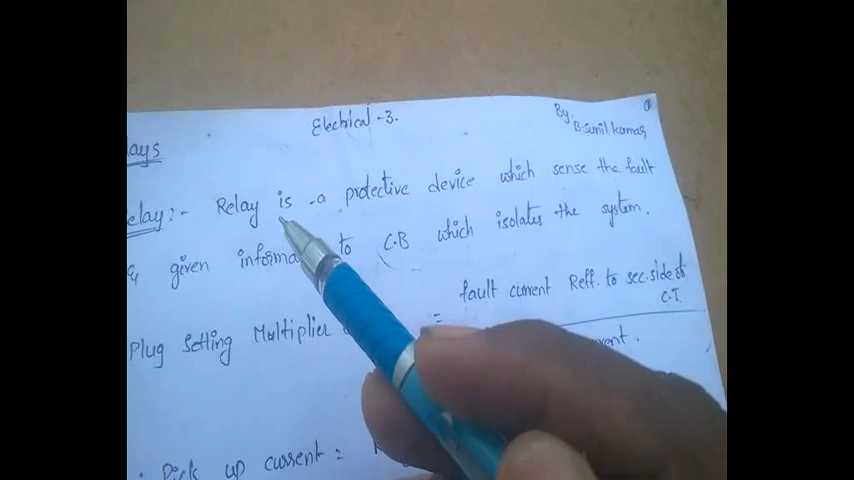 Electrical -3.
By.
B.Sunil Kumar,
①
ays
elay:- Relay is -a protective device which sense the fault
& given informa to C.B which isolates the system.
fault current Reff. to sec. side of
C.T.
Plug Setting Multiplier =
rent.
Pick up current =